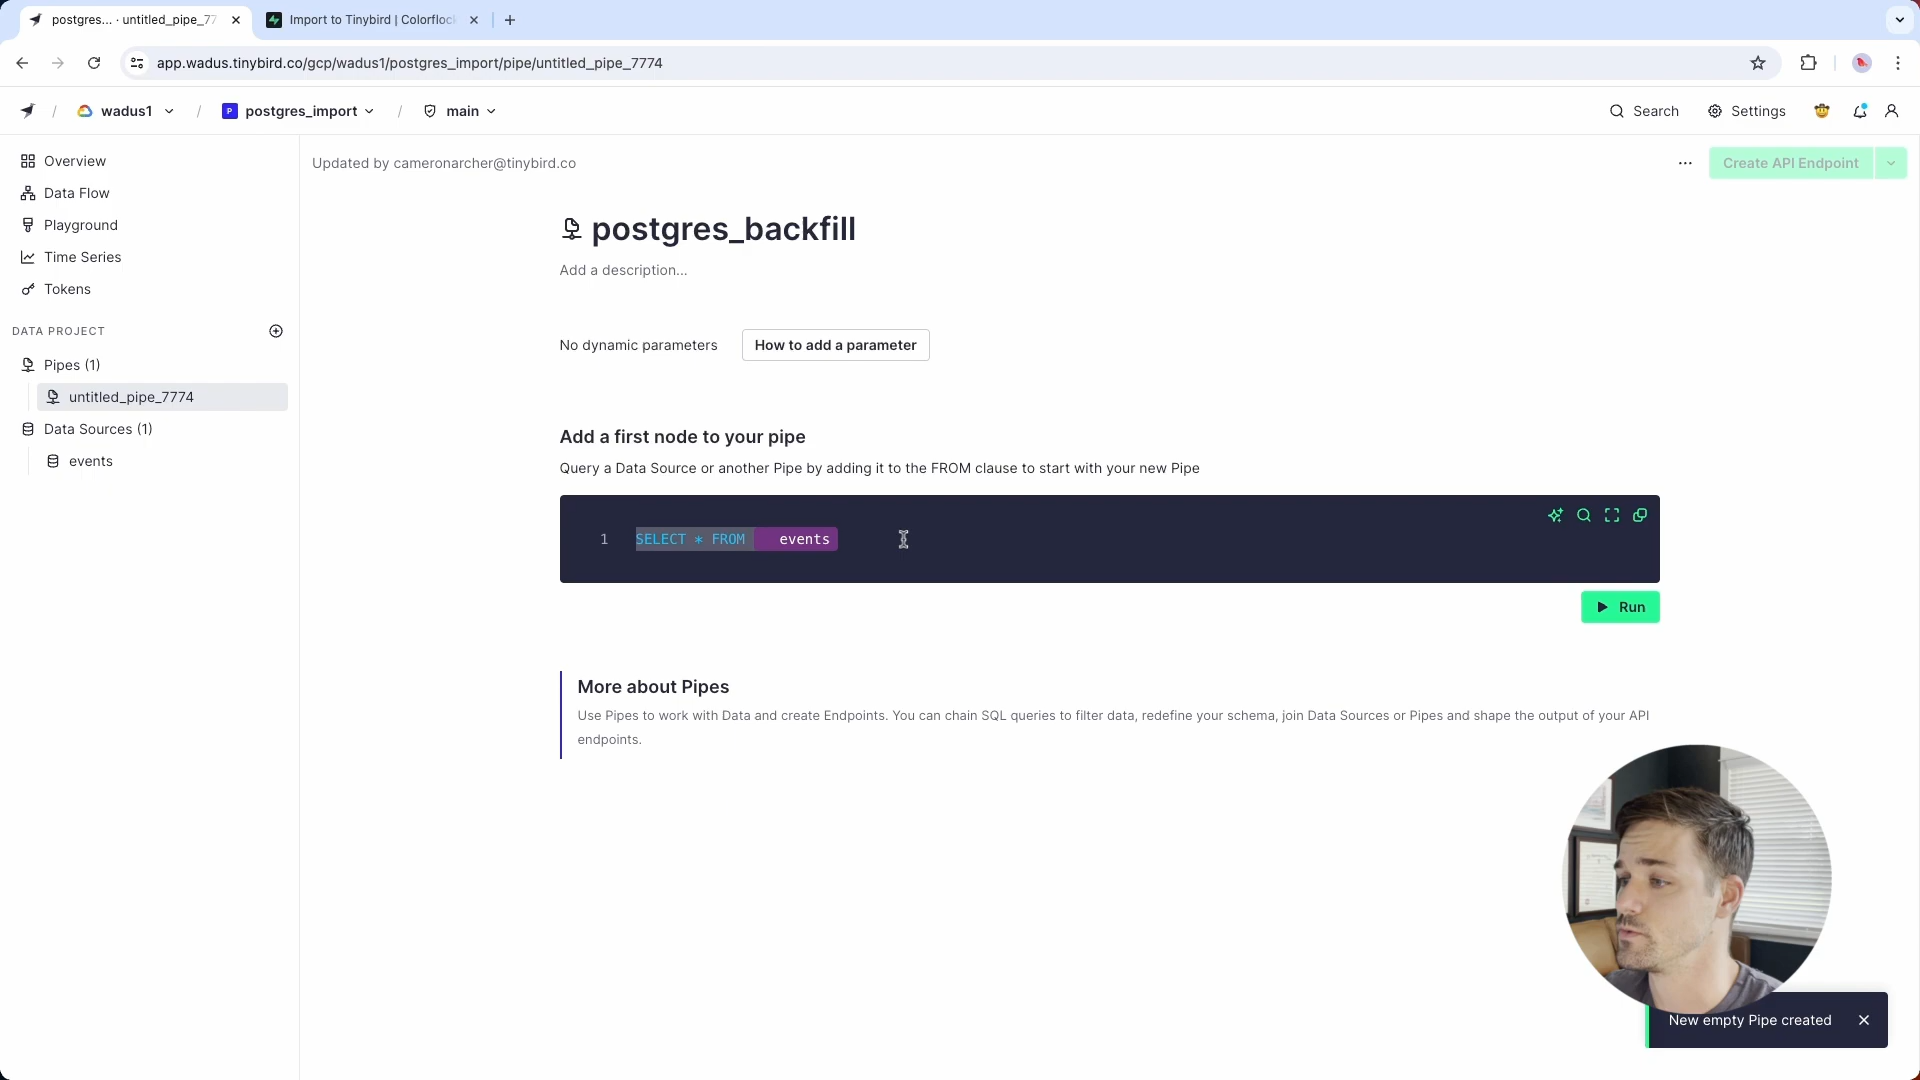 postgres... · untitled_pipe_77
Import to Tinybird | Colorflock
app.wadus.tinybird.co/gcp/wadus1/postgres_import/pipe/untitled_pipe_7774
/ wadus1 / P postgres_import / main
Search
Settings
Overview
Data Flow
Playground
Time Series
Tokens
DATA PROJECT
Pipes (1)
untitled_pipe_7774
Data Sources (1)
events
Updated by cameronarcher@tinybird.co
Create API Endpoint
postgres_backfill
Add a description...
No dynamic parameters
How to add a parameter
Add a first node to your pipe
Query a Data Source or another Pipe by adding it to the FROM clause to start with your new Pipe
1 SELECT * FROM events
Run
More about Pipes
Use Pipes to work with Data and create Endpoints. You can chain SQL queries to filter data, redefine your schema, join Data Sources or Pipes and shape the output of your API
endpoints.
New empty Pipe created